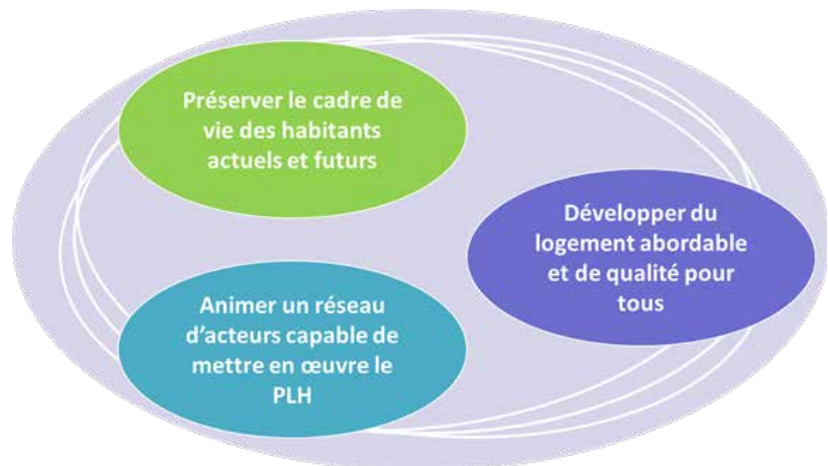 Préserver le cadre de
vie des habitants
actuels et futurs
Développer du
logement abordable
et de qualité pour
tous
Animer un réseau
d'acteurs capable de
mettre en œuvre le
PLH